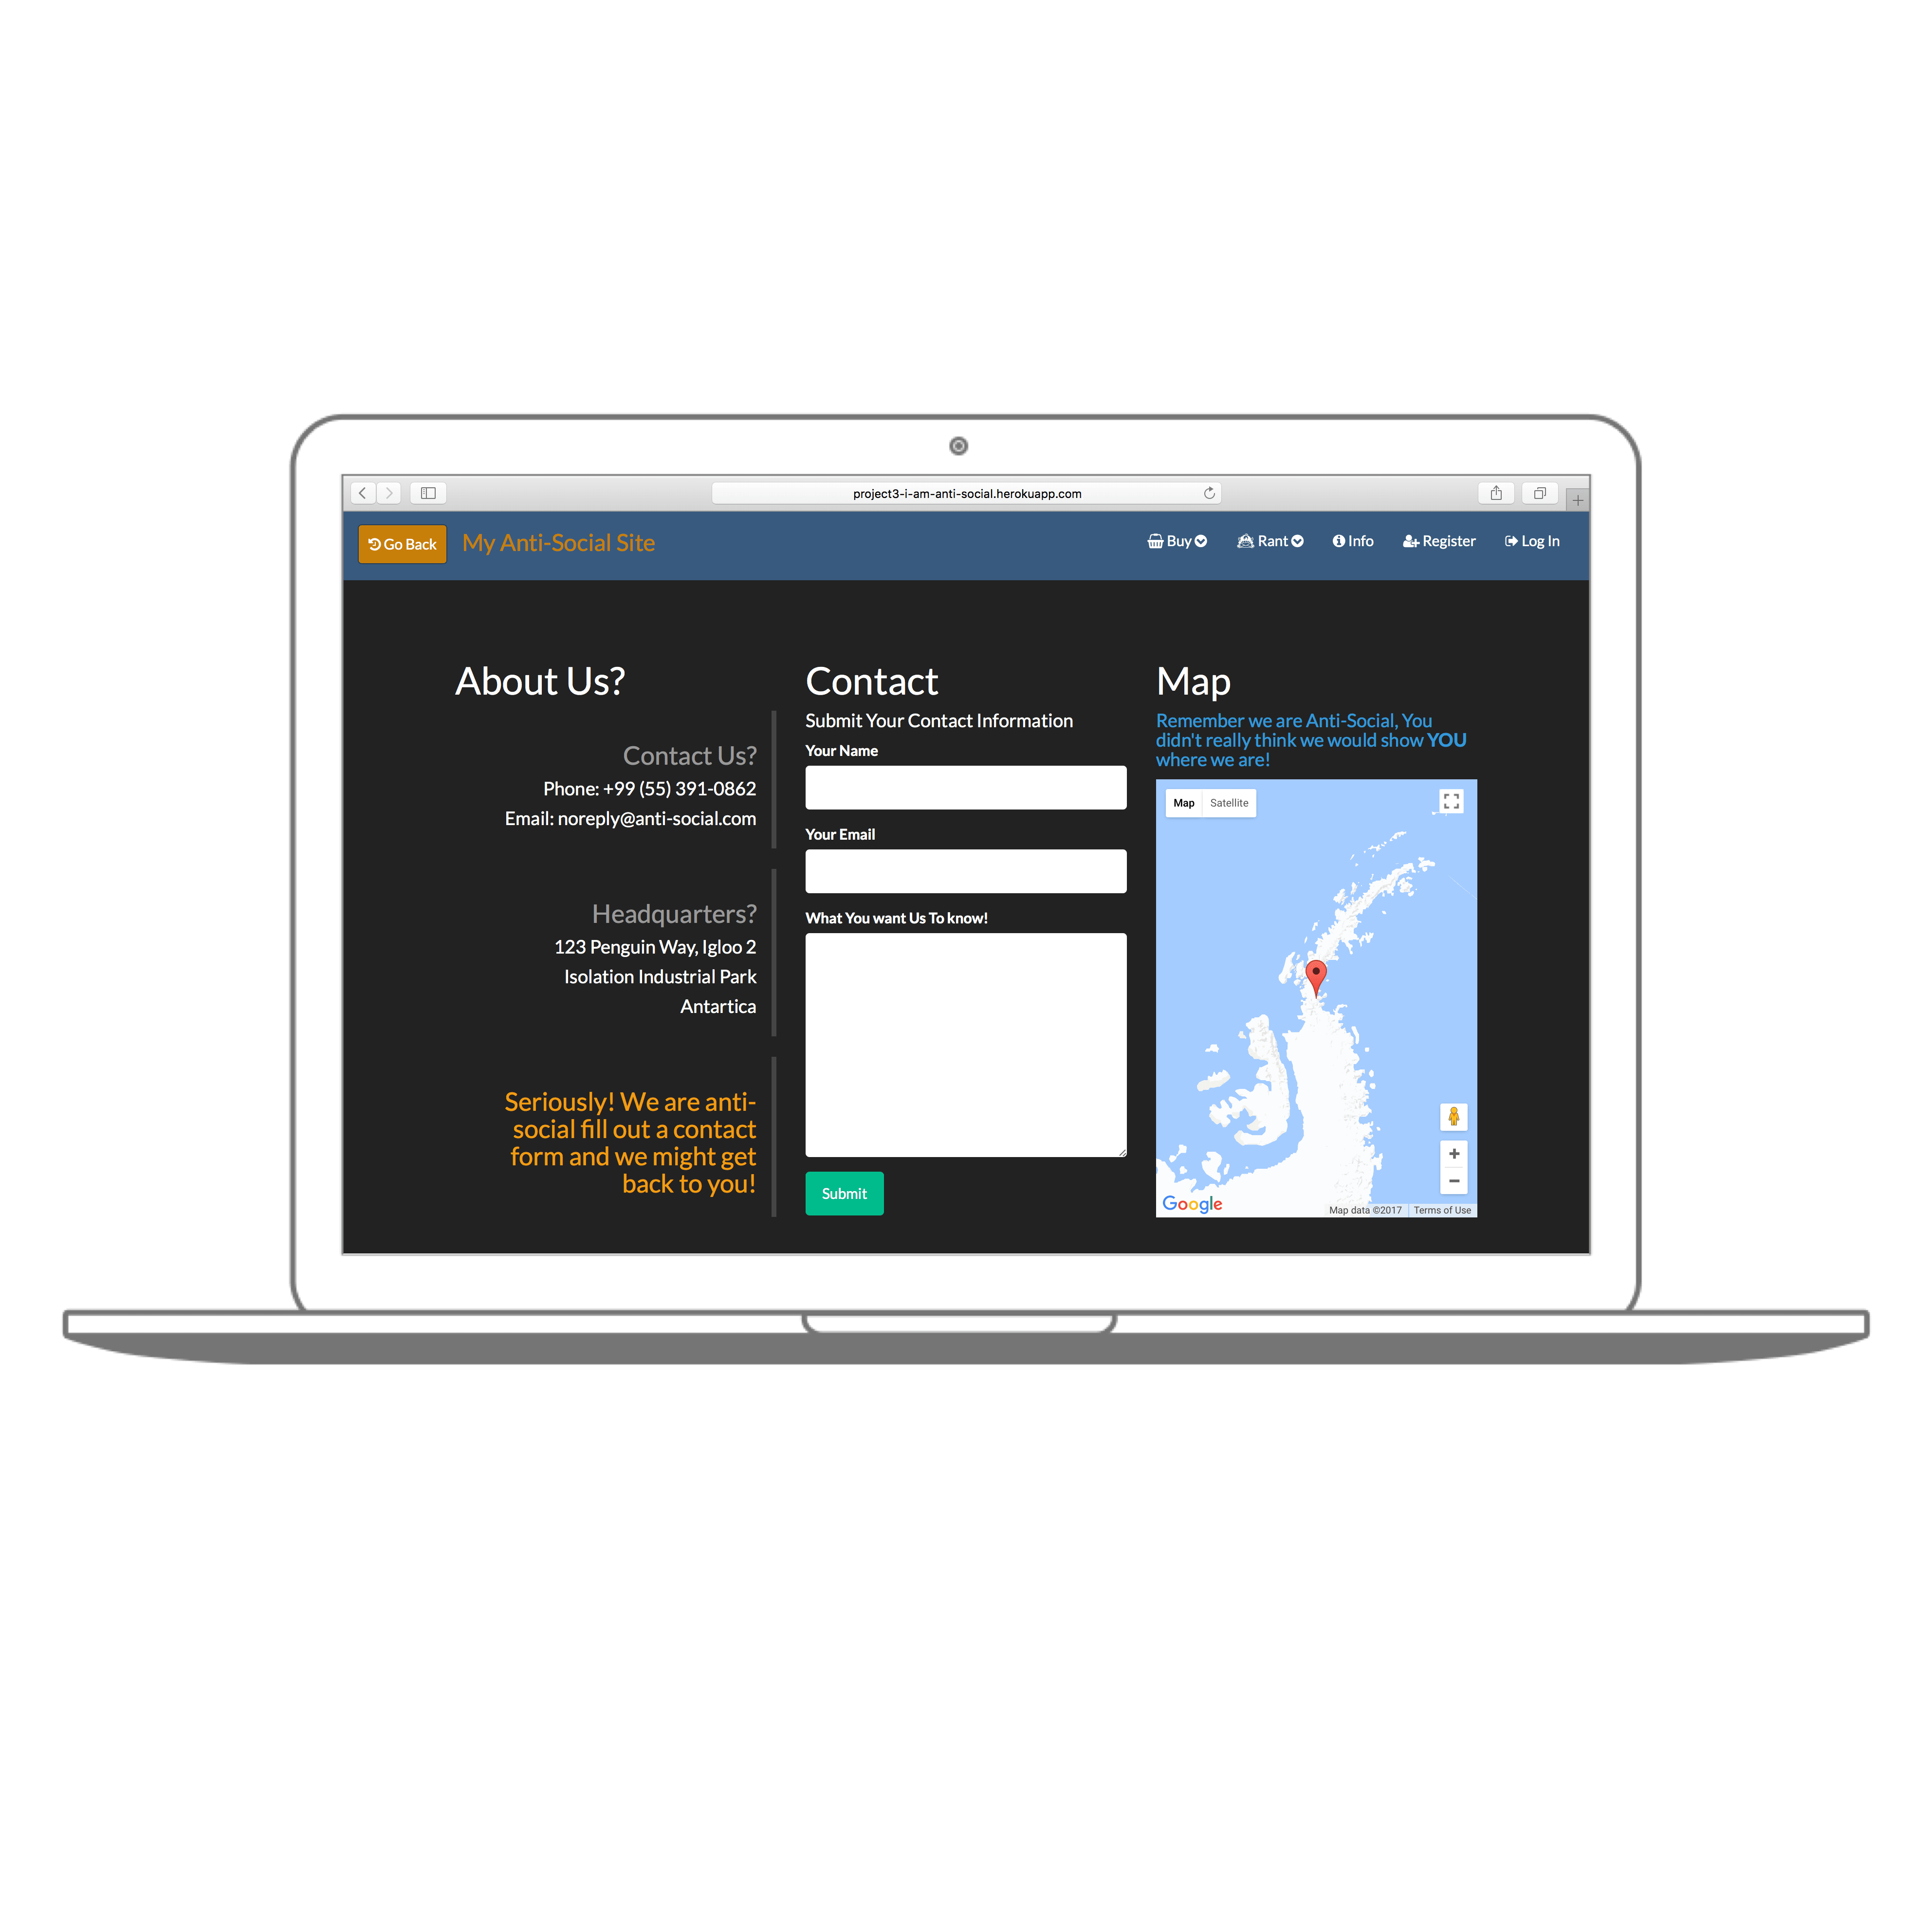 project3-i-am-anti-social.herokuapp.com
Go Back
My Anti-Social Site
Buy
Rant
Info
Register
Log In
About Us?
Contact Us?
Phone: +99 (55) 391-0862
Email: noreply@anti-social.com
Headquarters?
123 Penguin Way, Igloo 2
Isolation Industrial Park
Antartica
Seriously! We are anti-
social fill out a contact
form and we might get
back to you!
Contact
Submit Your Contact Information
Your Name
Your Email
What You want Us To know!
Submit
Map
Remember we are Anti-Social, You
didn't really think we would show YOU
where we are!
Map Satellite
Google
Map data ©2017 Terms of Use